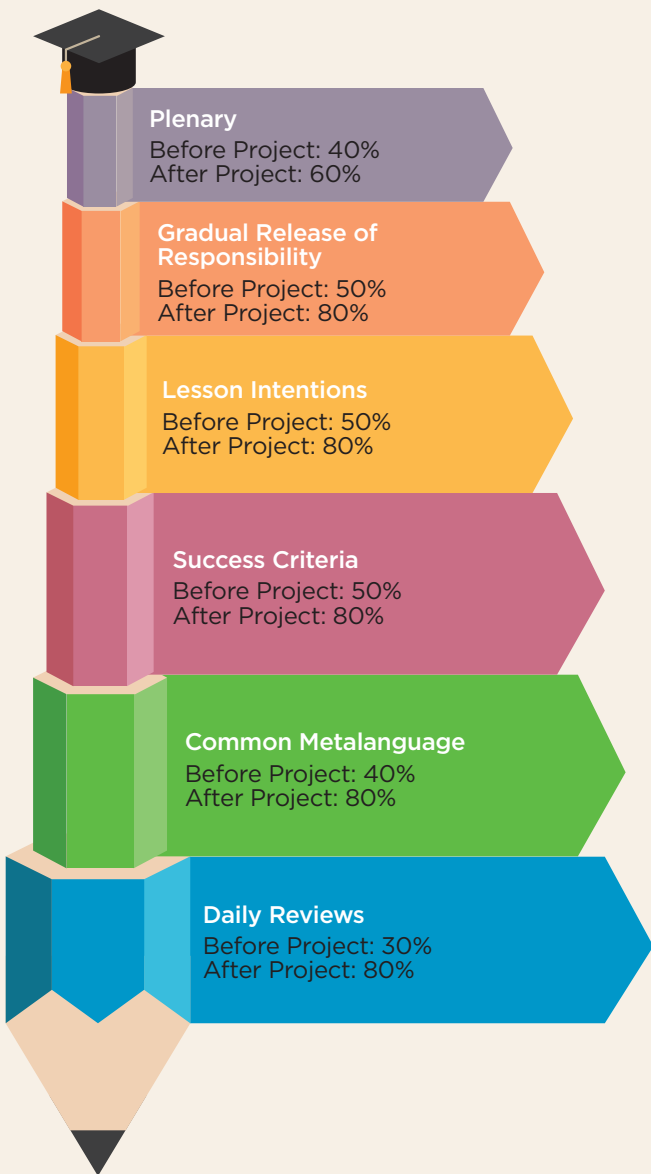 Plenary
Before Project: 40%
After Project: 60%
Gradual Release of
Responsibility
Before Project: 50%
After Project: 80%
Lesson Intentions
Before Project: 50%
After Project: 80%
Success Criteria
Before Project: 50%
After Project: 80%
Common Metalanguage
Before Project: 40%
After Project: 80%
Daily Reviews
Before Project: 30%
After Project: 80%